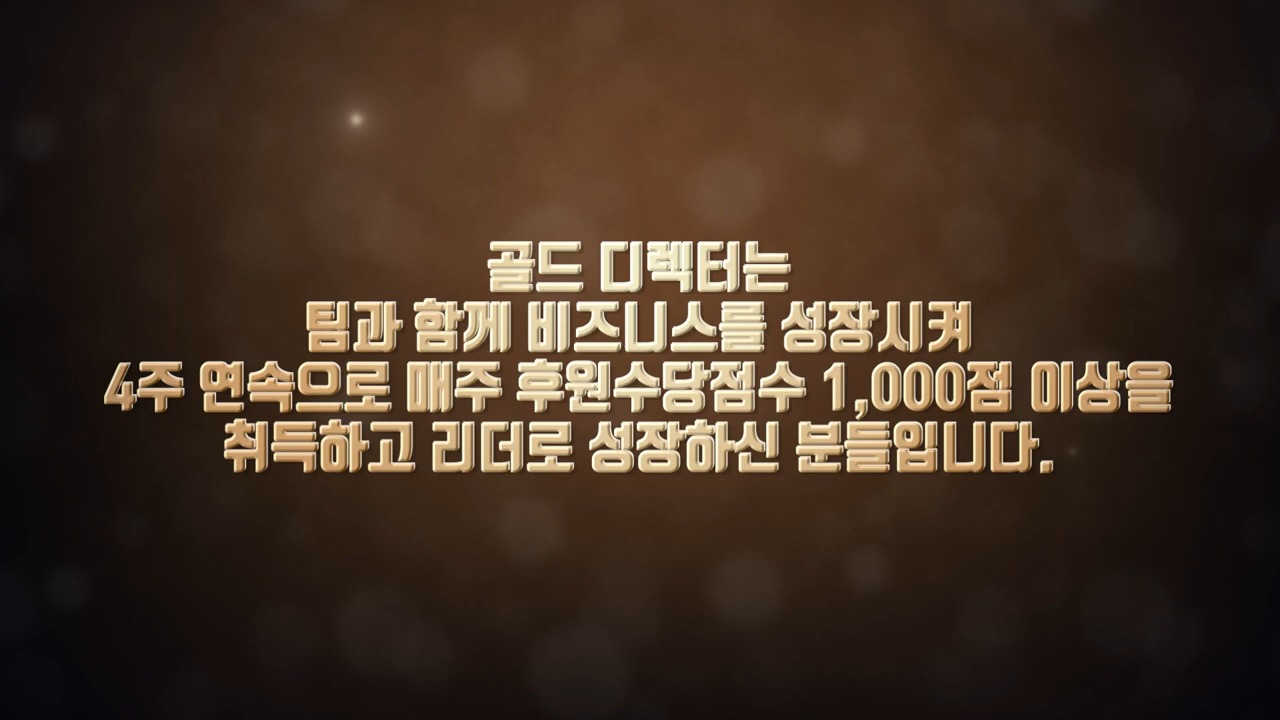 골드 디렉터는
팀과 함께 비즈니스를 성장시켜
4주 연속으로 매주 후원수당점수 1,000점 이상을
취득하고 리더로 성장하신 분들입니다.